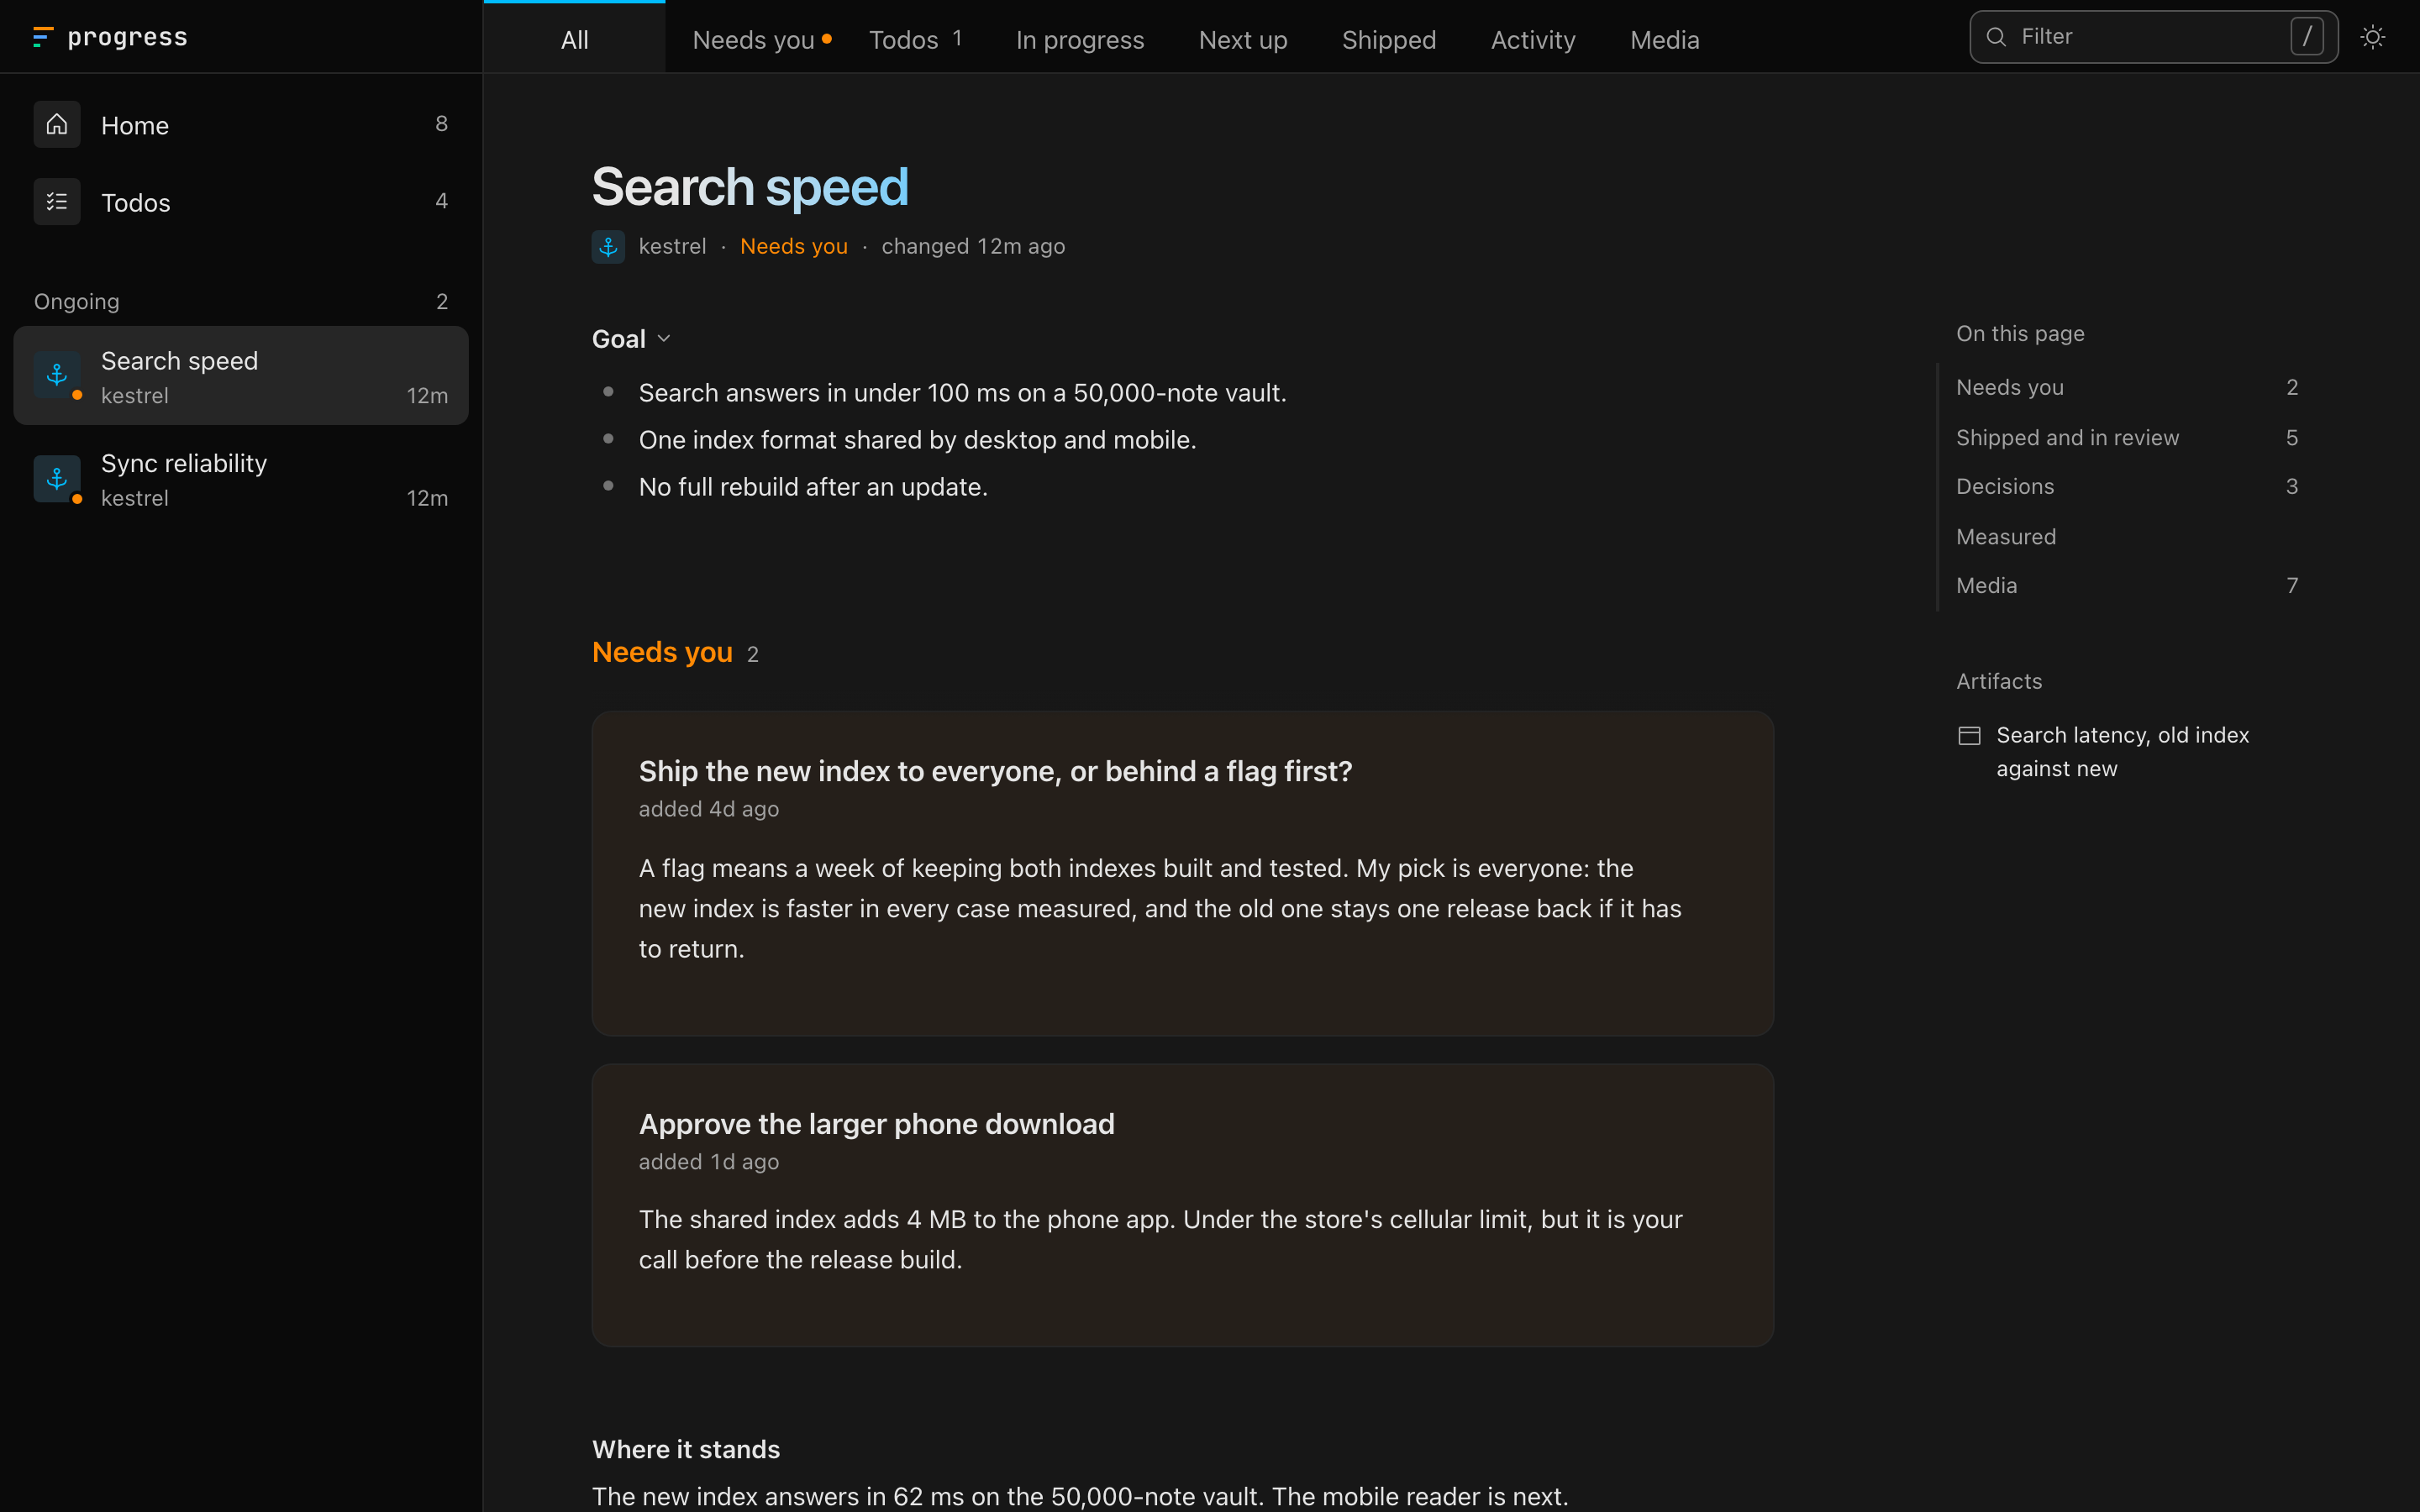 progress
All
Needs you
Todos 1
In progress
Next up
Shipped
Activity
Media
Filter
/
Home 8
Todos 4
Ongoing 2
Search speed
kestrel 12m
Sync reliability
kestrel 12m
Search speed
kestrel · Needs you · changed 12m ago
Goal
Search answers in under 100 ms on a 50,000-note vault.
One index format shared by desktop and mobile.
No full rebuild after an update.
Needs you 2
Ship the new index to everyone, or behind a flag first?
added 4d ago
A flag means a week of keeping both indexes built and tested. My pick is everyone: the
new index is faster in every case measured, and the old one stays one release back if it has
to return.
Approve the larger phone download
added 1d ago
The shared index adds 4 MB to the phone app. Under the store's cellular limit, but it is your
call before the release build.
Where it stands
The new index answers in 62 ms on the 50,000-note vault. The mobile reader is next.
On this page
Needs you 2
Shipped and in review 5
Decisions 3
Measured
Media 7
Artifacts
Search latency, old index
against new